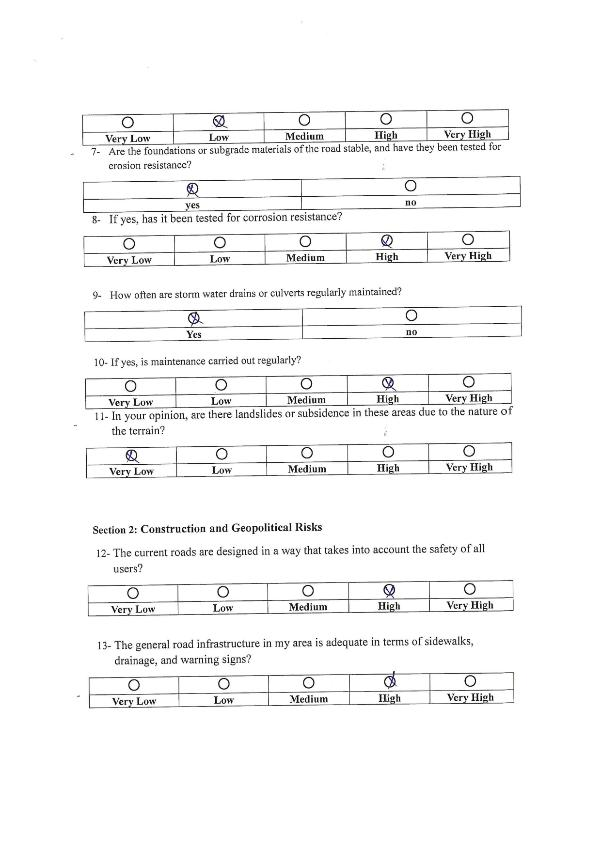 Very Low Low Medium High Very High
7- Are the foundations or subgrade materials of the road stable, and have they been tested for
erosion resistance?
yes no
8- If yes, has it been tested for corrosion resistance?
Very Low Low Medium High Very High
9- How often are storm water drains or culverts regularly maintained?
Yes no
10- If yes, is maintenance carried out regularly?
Very Low Low Medium High Very High
11- In your opinion, are there landslides or subsidence in these areas due to the nature of
the terrain?
Very Low Low Medium High Very High
Section 2: Construction and Geopolitical Risks
12- The current roads are designed in a way that takes into account the safety of all
users?
Very Low Low Medium High Very High
13- The general road infrastructure in my area is adequate in terms of sidewalks,
drainage, and warning signs?
Very Low Low Medium High Very High